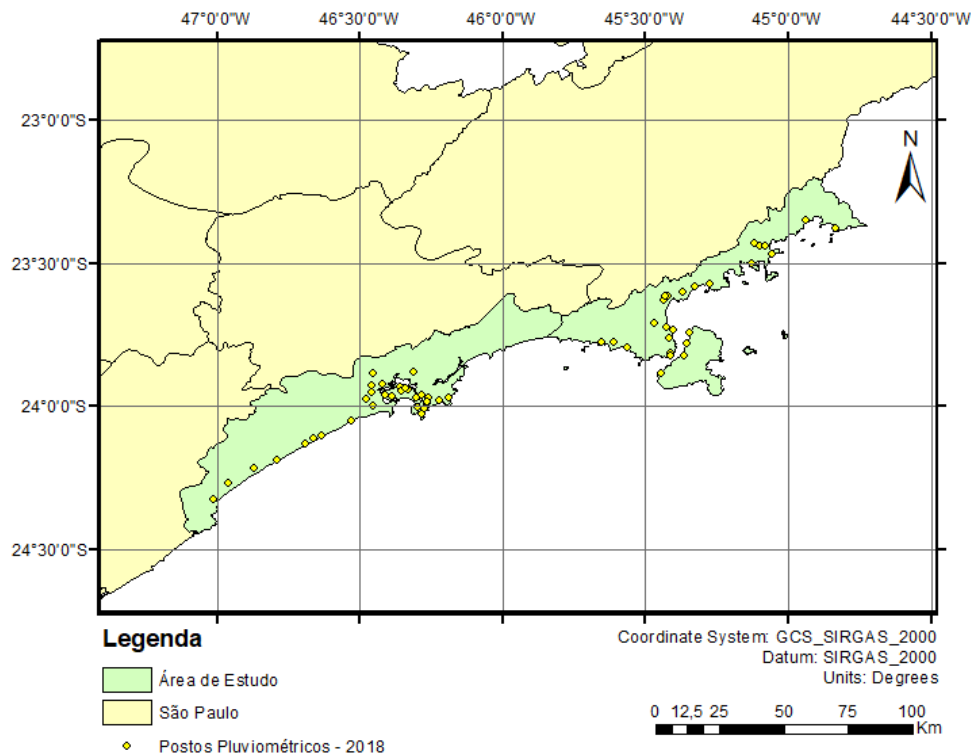 47°0'0"W 46°30'0"W 46°0'0"W 45°30'0"W 45°0'0"W 44°30'0"W
23°0'0"S
N
23°30'0"S
24°0'0"S
24°30'0"S
Legenda
Área de Estudo
São Paulo
Postos Pluviométricos - 2018
Coordinate System: GCS_SIRGAS_2000
Datum: SIRGAS_2000
Units: Degrees
0 12,5 25 50 75 100
Km